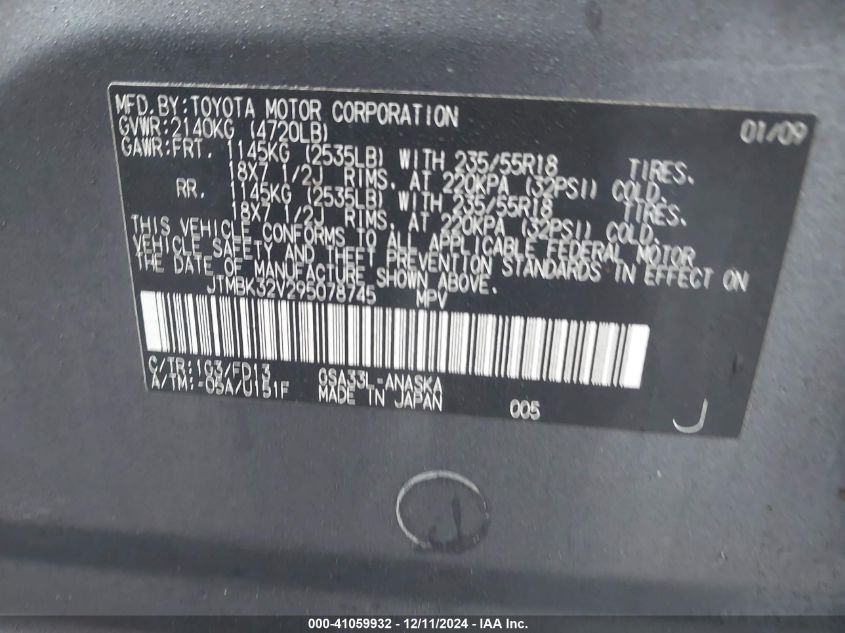 MFD.BY:TOYOTA MOTOR CORPORATION 01/09
GVWR:2140KG (4720LB)
GAWR:FRT. 1145KG (2535LB) WITH 235/55R18 TIRES.
18X7 1/2J RIMS. AT 220KPA (32PSI) COLD.
RR. 1145KG (2535LB) WITH 235/55R18 TIRES.
18X7 1/2J RIMS. AT 220KPA (32PSI) COLD.
THIS VEHICLE CONFORMS TO ALL APPLICABLE FEDERAL MOTOR
VEHICLE SAFETY AND THEFT PREVENTION STANDARDS IN EFFECT ON
THE DATE OF MANUFACTURE SHOWN ABOVE.
JTMBK32V295078745 MPV
C/TR:1G3/FD13 GSA33L-ANASKA
A/TM:-05A/U151F MADE IN JAPAN 005 J
000-41059932 - 12/11/2024 - IAA Inc.